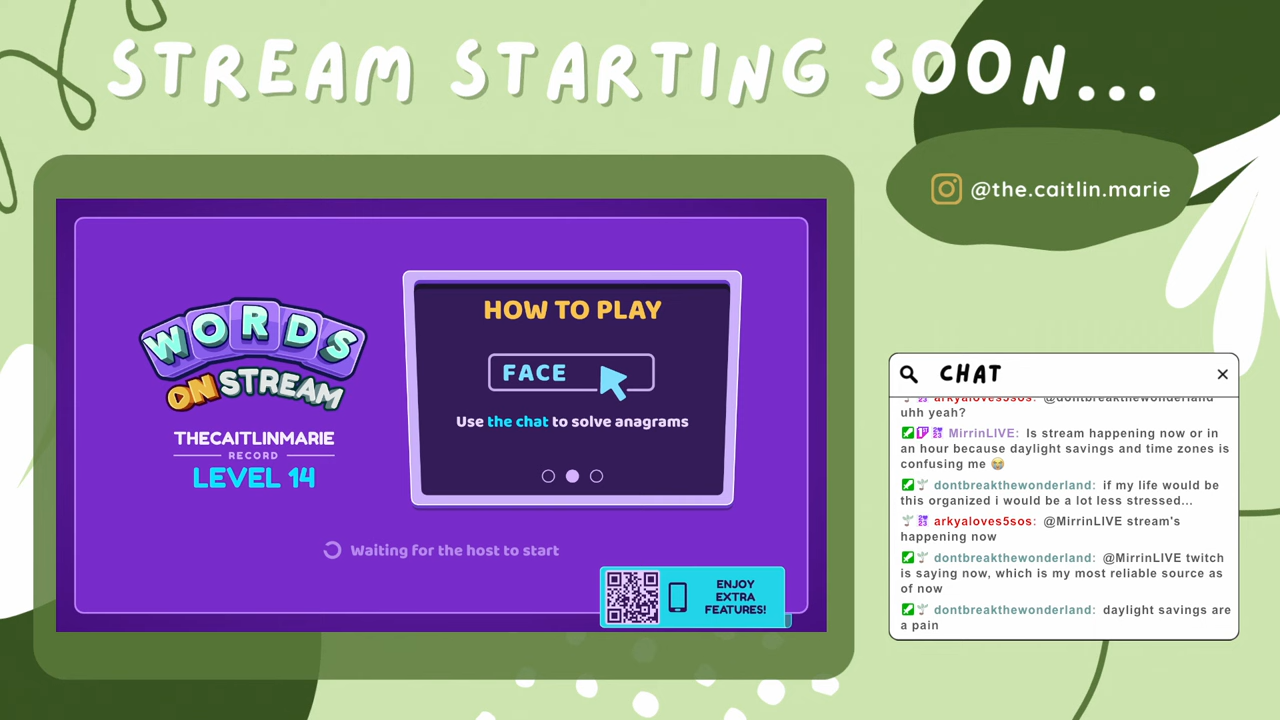 STREAM STARTING SOON...
@the.caitlin.marie
WORDS
ON STREAM
THECAITLINMARIE
RECORD
LEVEL 14
HOW TO PLAY
FACE
Use the chat to solve anagrams
Waiting for the host to start
ENJOY
EXTRA
FEATURES!
CHAT
arkyaloves5sos: @dontbreakthewonderland
uhh yeah?
MirrinLIVE: Is stream happening now or in
an hour because daylight savings and time zones is
confusing me 😭
dontbreakthewonderland: if my life would be
this organized i would be a lot less stressed...
arkyaloves5sos: @MirrinLIVE stream's
happening now
dontbreakthewonderland: @MirrinLIVE twitch
is saying now, which is my most reliable source as
of now
dontbreakthewonderland: daylight savings are
a pain